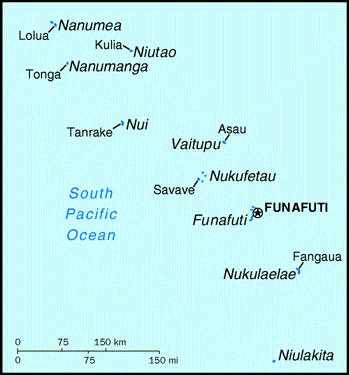 Nanumea
Lolua
Kulia
Niutao
Tonga
Nanumanga
Nui
Tanrake
Asau
Vaitupu
Nukufetau
Savave
South
Pacific
Ocean
FUNAFUTI
Funafuti
Fangaua
Nukulaelae
0 75 150 km
0 75 150 mi
Niulakita